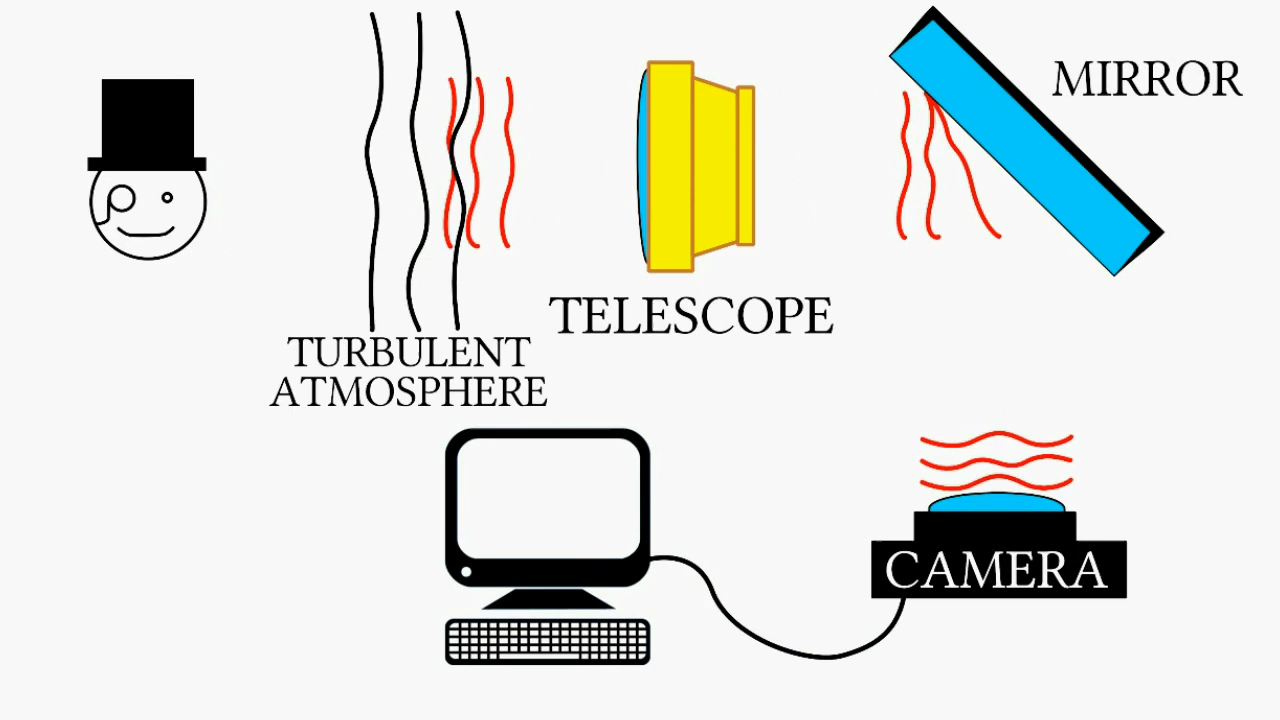 MIRROR
TELESCOPE
TURBULENT
ATMOSPHERE
CAMERA